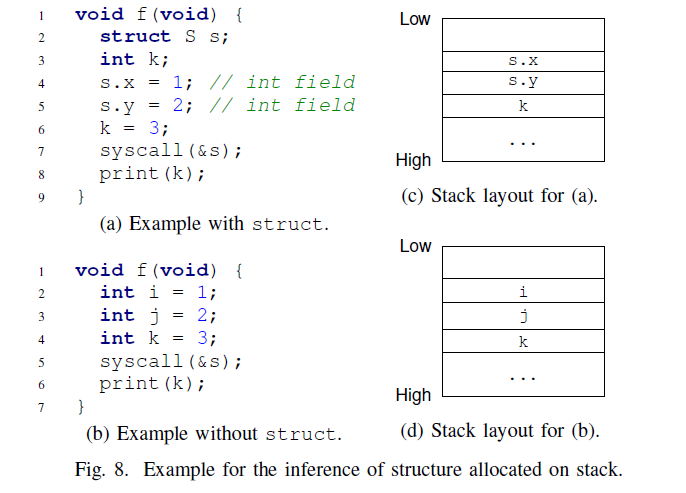 1 void f(void) {
2 struct S s;
3 int k;
4 s.x = 1; // int field
5 s.y = 2; // int field
6 k = 3;
7 syscall(&s);
8 print(k);
9 }
(a) Example with struct.
Low
s.x
s.y
k
...
High
(c) Stack layout for (a).
1 void f(void) {
2 int i = 1;
3 int j = 2;
4 int k = 3;
5 syscall(&s);
6 print(k);
7 }
(b) Example without struct.
Low
i
j
k
...
High
(d) Stack layout for (b).
Fig. 8. Example for the inference of structure allocated on stack.